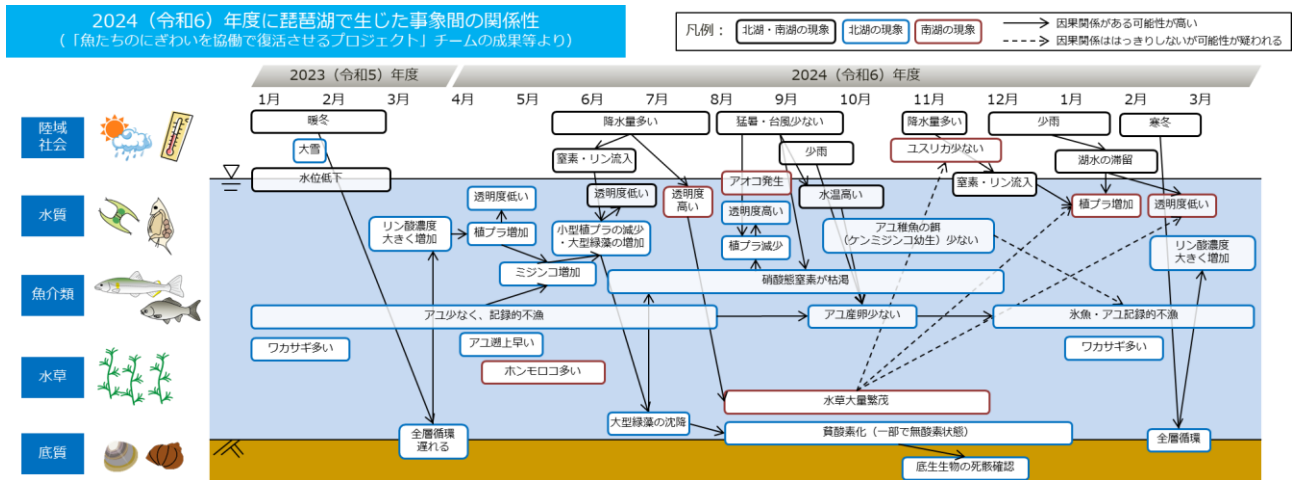 2024（令和6）年度に琵琶湖で生じた事象間の関係性
（「魚たちのにぎわいを協働で復活させるプロジェクト」チームの成果等より）
凡例：
北湖・南湖の現象
北湖の現象
南湖の現象
因果関係がある可能性が高い
因果関係ははっきりしないが可能性が疑われる
2023（令和5）年度
2024（令和6）年度
1月
2月
3月
4月
5月
6月
7月
8月
9月
10月
11月
12月
1月
2月
3月
陸域
社会
暖冬
降水量多い
猛暑・台風少ない
降水量多い
少雨
寒冬
大雪
窒素・リン流入
少雨
ユスリカ少ない
湖水の滞留
水位低下
アオコ発生
窒素・リン流入
水質
透明度低い
透明度低い
透明度
高い
透明度高い
水温高い
植プラ増加
透明度低い
リン酸濃度
大きく増加
植プラ増加
小型植プラの減少
・大型緑藻の増加
植プラ減少
アユ稚魚の餌
（ケンミジンコ幼生）少ない
リン酸濃度
大きく増加
ミジンコ増加
硝酸態窒素が枯渇
魚介類
アユ少なく、記録的不漁
アユ産卵少ない
氷魚・アユ記録的不漁
ワカサギ多い
アユ遡上早い
ワカサギ多い
水草
ホンモロコ多い
水草大量繁茂
大型緑藻の沈降
底質
全層循環
遅れる
貧酸素化（一部で無酸素状態）
全層循環
底生生物の死骸確認